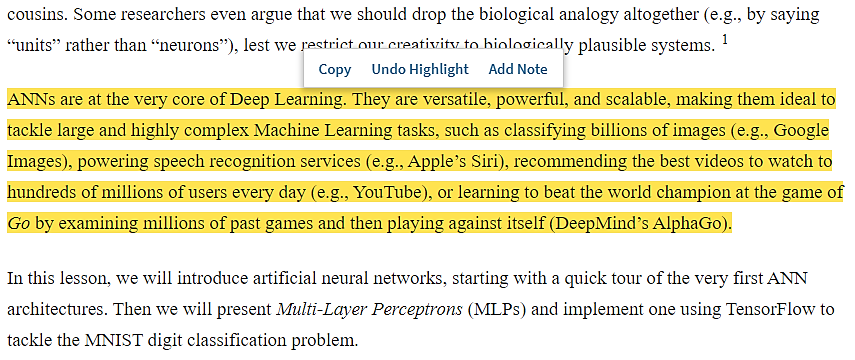 cousins. Some researchers even argue that we should drop the biological analogy altogether (e.g., by saying
“units” rather than “neurons”), lest we restrict our creativity to biologically plausible systems. 1
Copy Undo Highlight Add Note
ANNs are at the very core of Deep Learning. They are versatile, powerful, and scalable, making them ideal to
tackle large and highly complex Machine Learning tasks, such as classifying billions of images (e.g., Google
Images), powering speech recognition services (e.g., Apple’s Siri), recommending the best videos to watch to
hundreds of millions of users every day (e.g., YouTube), or learning to beat the world champion at the game of
Go by examining millions of past games and then playing against itself (DeepMind’s AlphaGo).
In this lesson, we will introduce artificial neural networks, starting with a quick tour of the very first ANN
architectures. Then we will present Multi-Layer Perceptrons (MLPs) and implement one using TensorFlow to
tackle the MNIST digit classification problem.